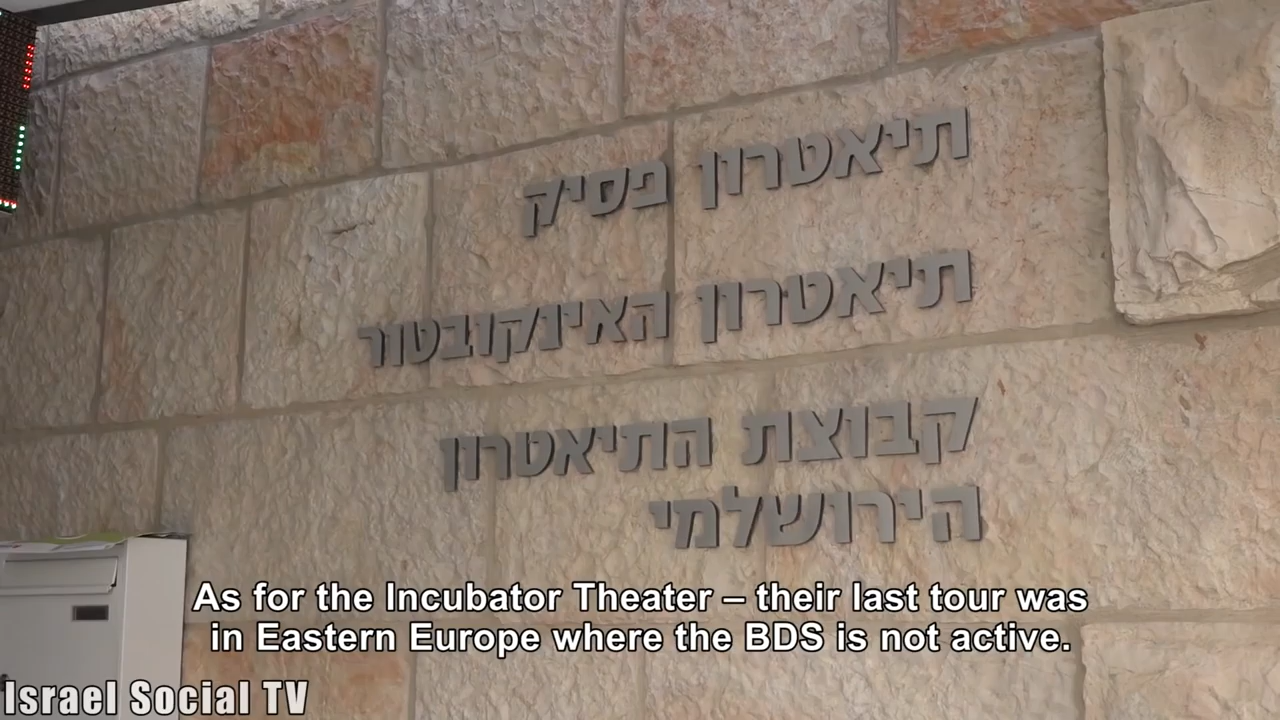 תיאטרון פסיק
תיאטרון האינקובטור
קבוצת התיאטרון
הירושלמי
As for the Incubator Theater – their last tour was
in Eastern Europe where the BDS is not active.
Israel Social TV